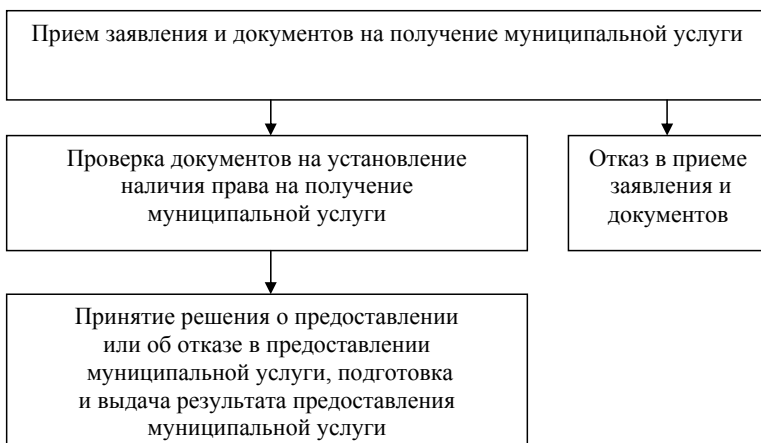 Прием заявления и документов на получение муниципальной услуги
Проверка документов на установление
наличия права на получение
муниципальной услуги
Отказ в приеме
заявления и
документов
Принятие решения о предоставлении
или об отказе в предоставлении
муниципальной услуги, подготовка
и выдача результата предоставления
муниципальной услуги